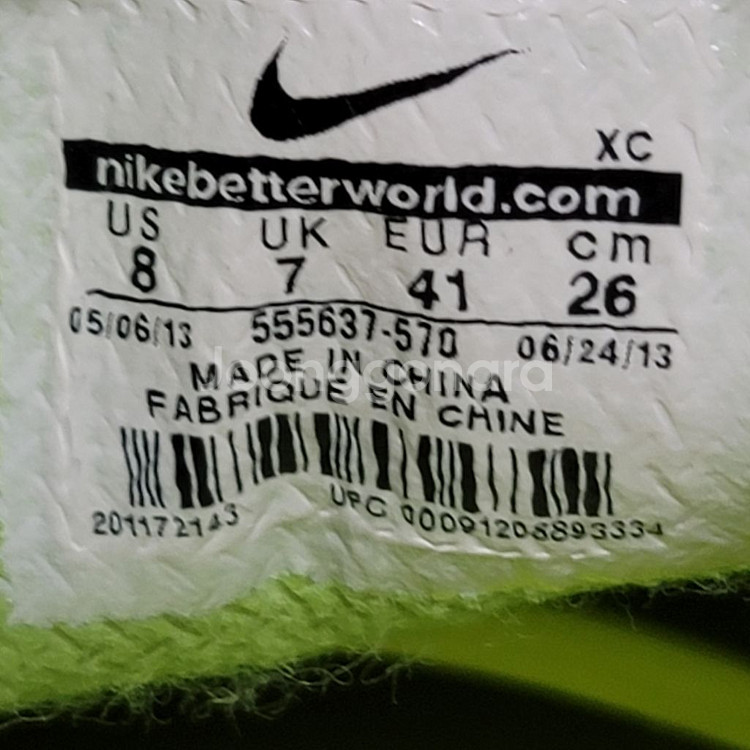 XC
nikebetterworld.com
US UK EUR cm
8 7 41 26
05/06/13 555637-570 06/24/13
MADE IN CHINA
FABRIQUE EN CHINE
joonggonara
201172143 UPC 00091206893334